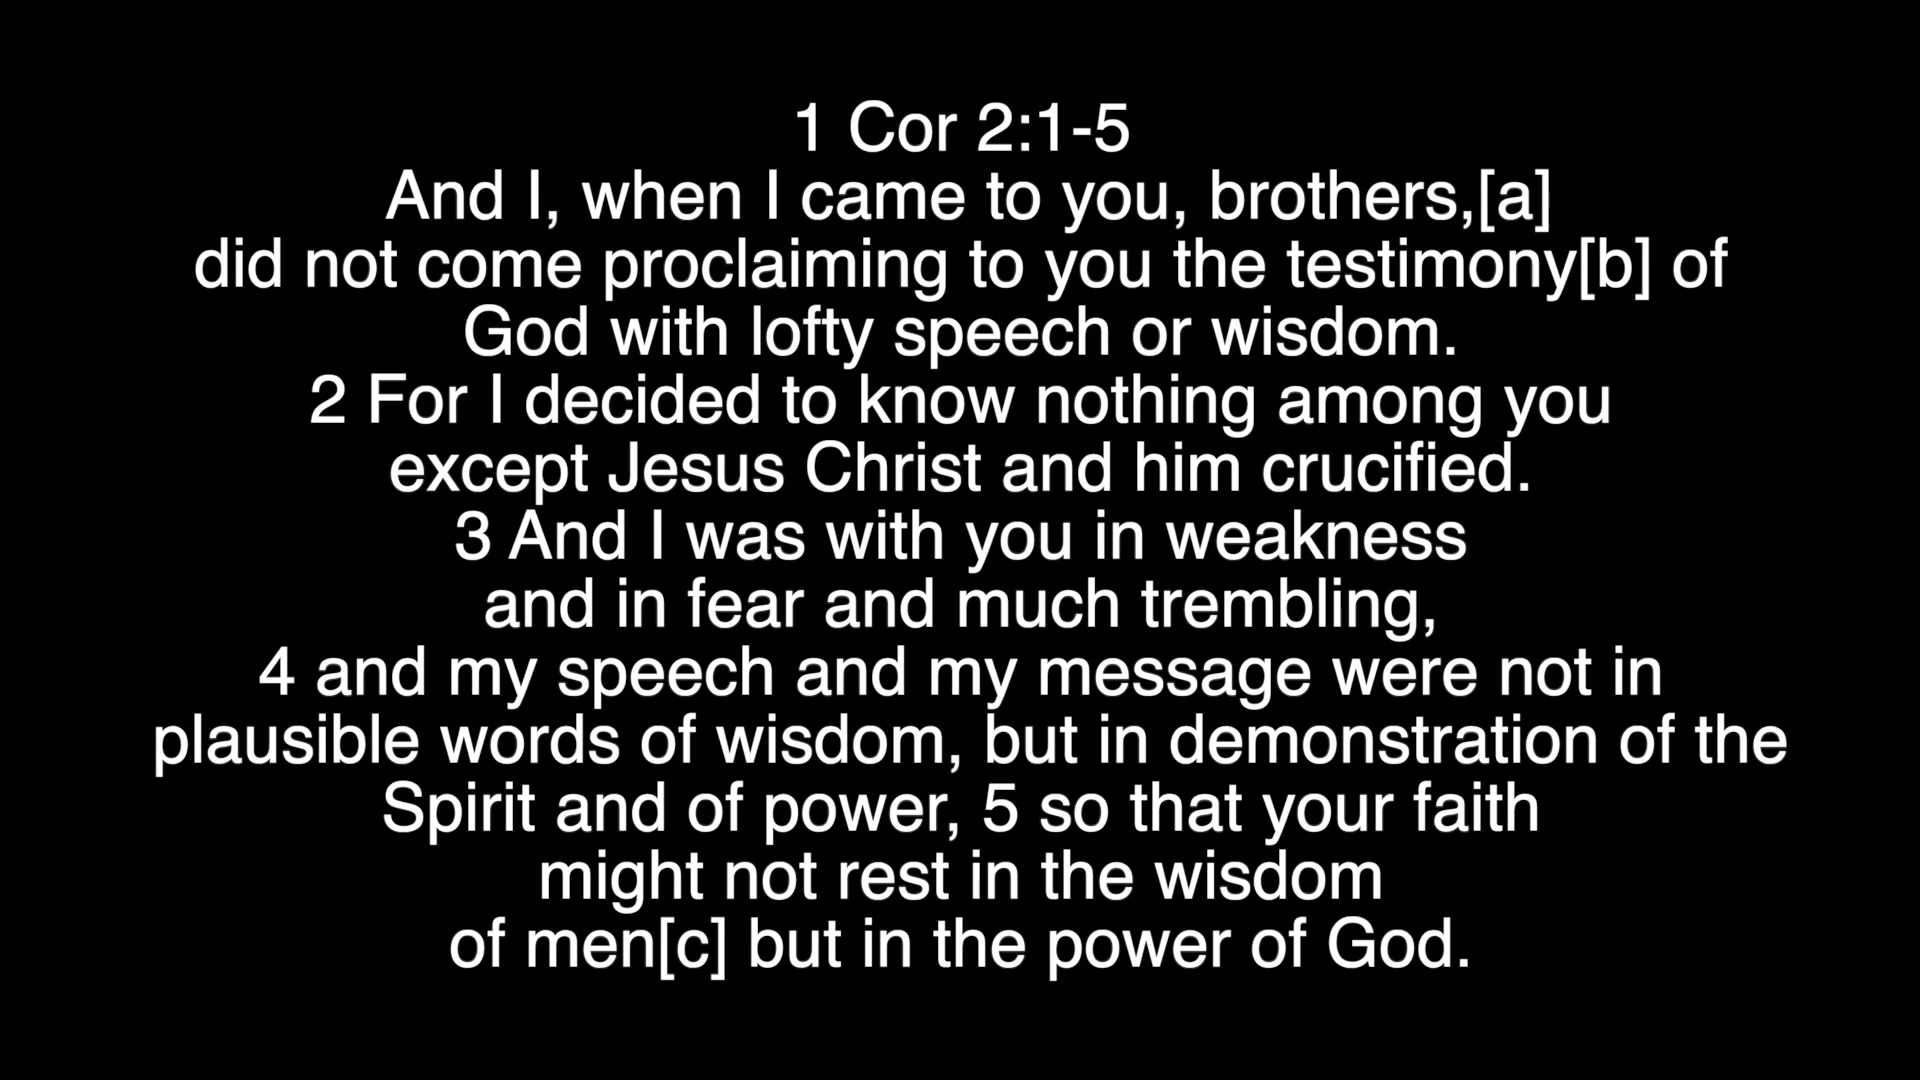 1 Cor 2:1-5
And I, when I came to you, brothers,[a]
did not come proclaiming to you the testimony[b] of
God with lofty speech or wisdom.
2 For I decided to know nothing among you
except Jesus Christ and him crucified.
3 And I was with you in weakness
and in fear and much trembling,
4 and my speech and my message were not in
plausible words of wisdom, but in demonstration of the
Spirit and of power, 5 so that your faith
might not rest in the wisdom
of men[c] but in the power of God.